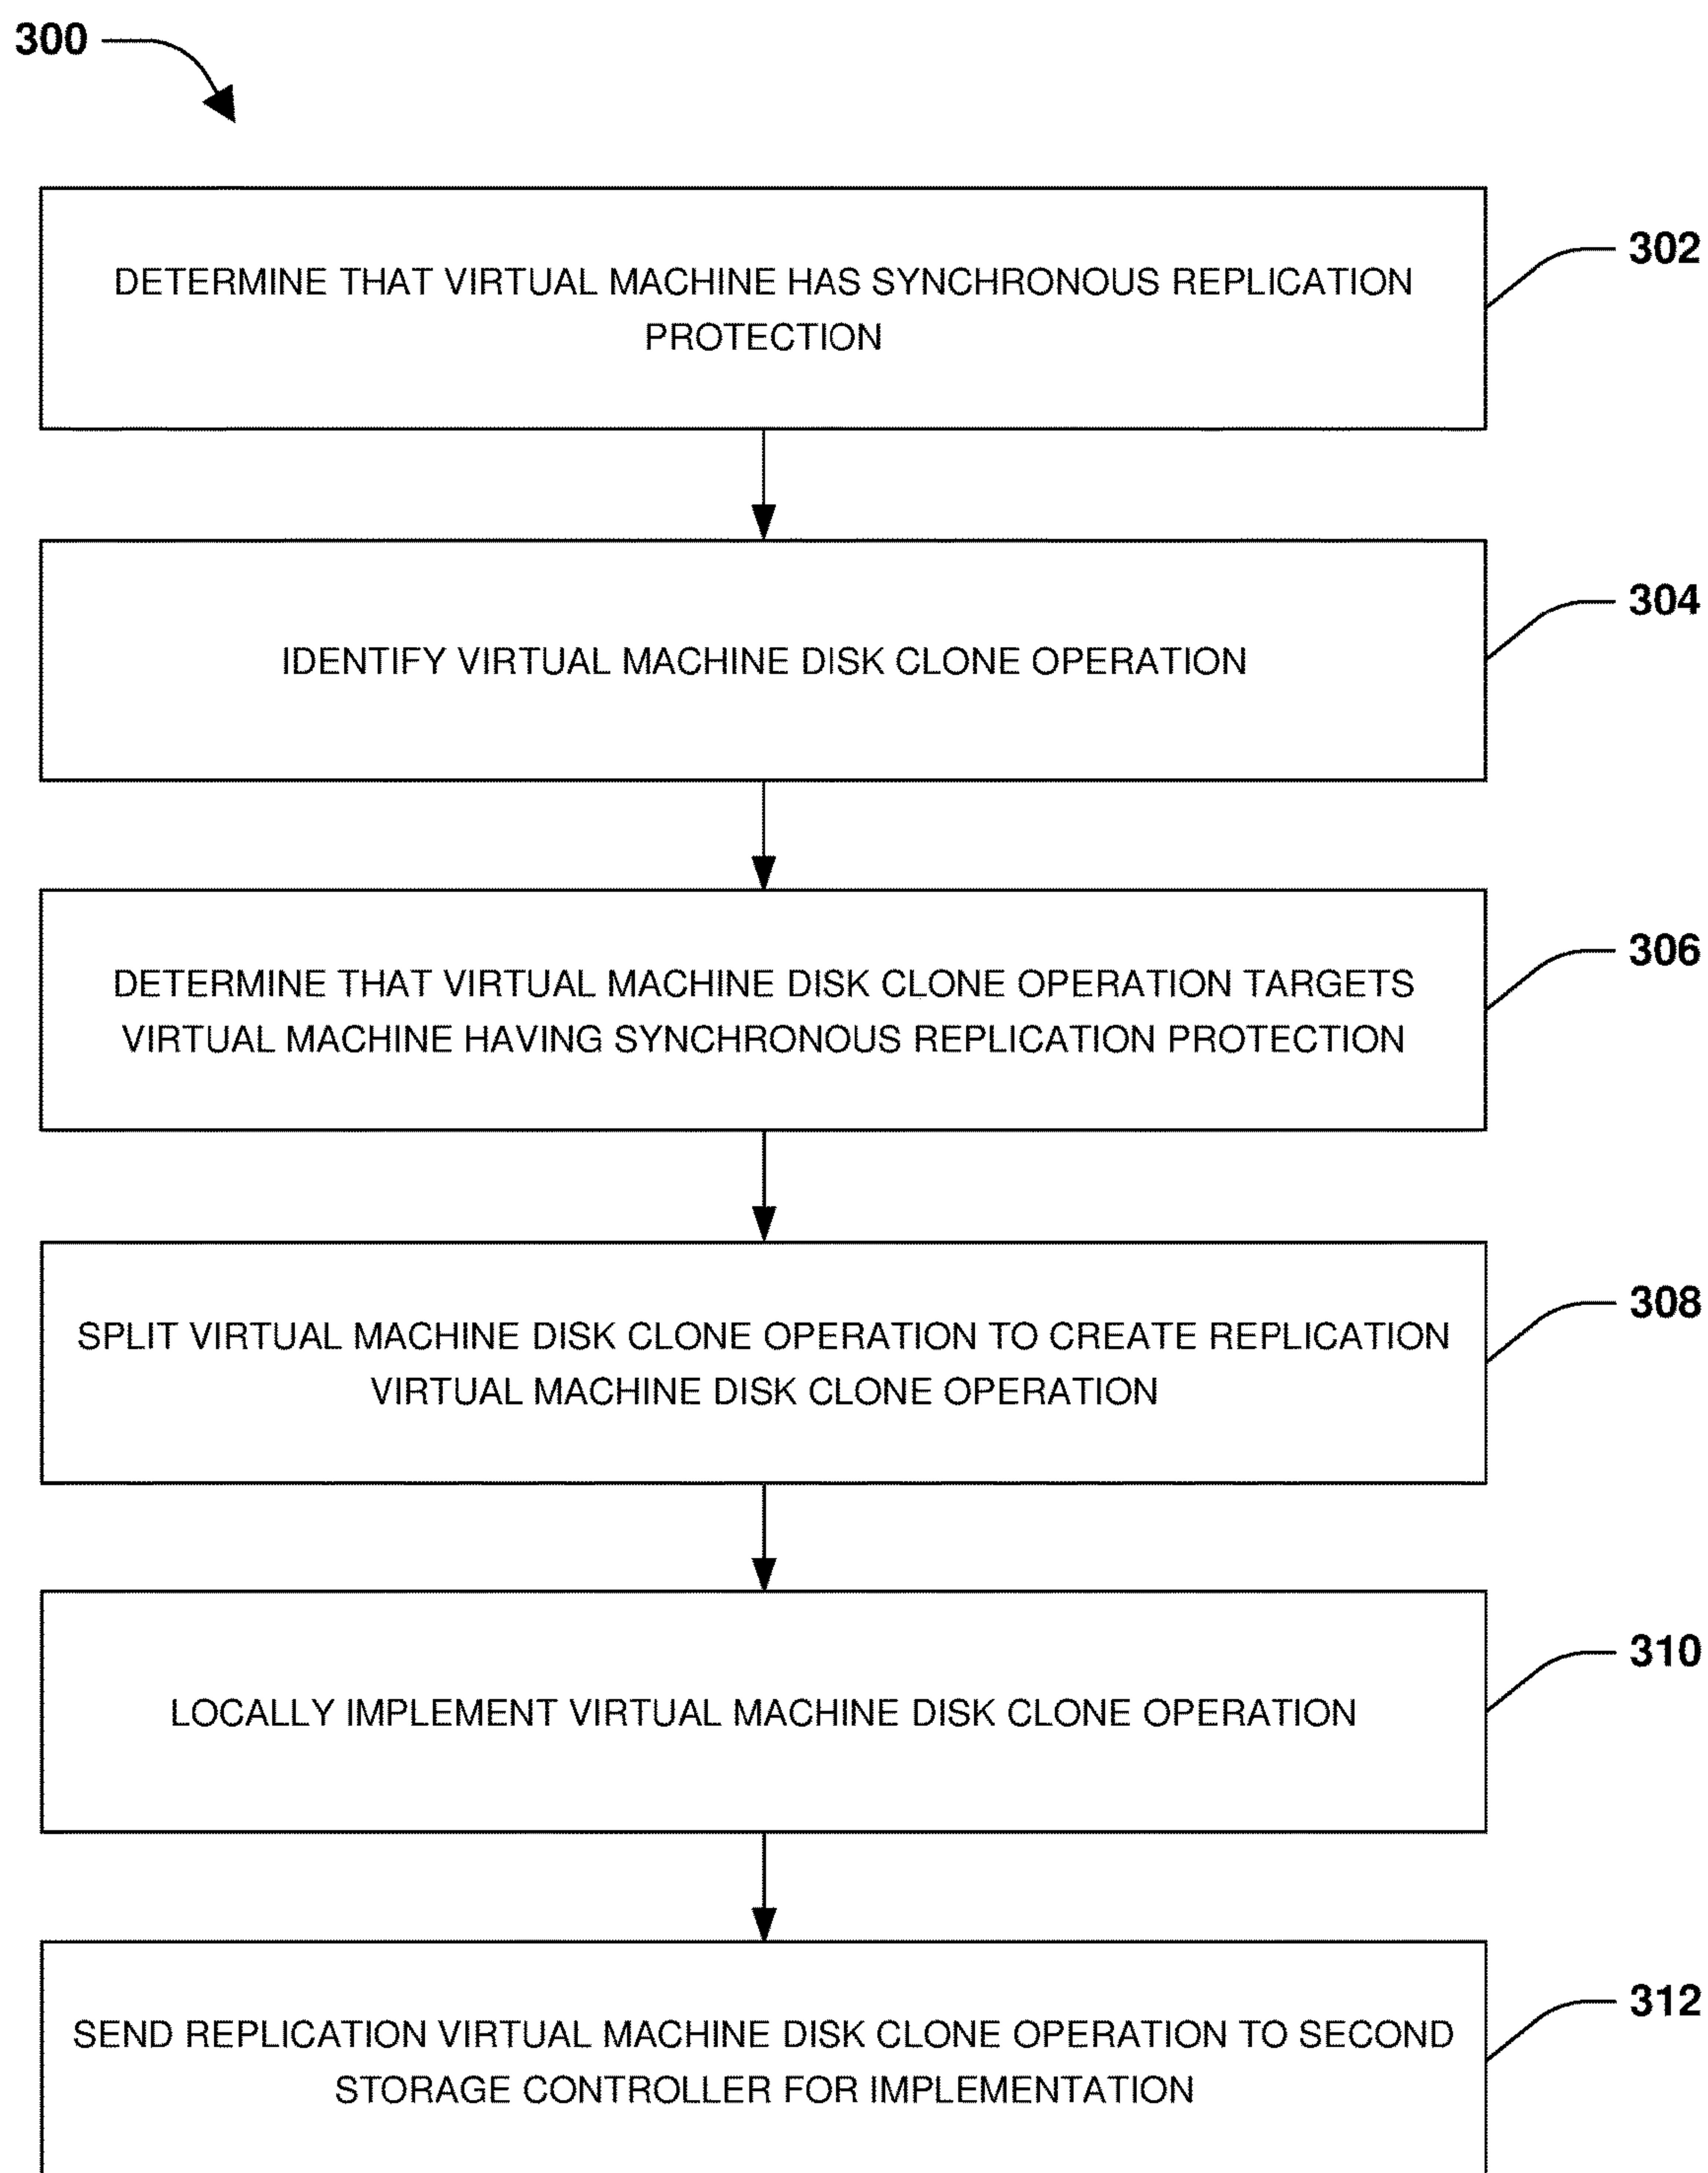 300
DETERMINE THAT VIRTUAL MACHINE HAS SYNCHRONOUS REPLICATION
PROTECTION
302
IDENTIFY VIRTUAL MACHINE DISK CLONE OPERATION
304
DETERMINE THAT VIRTUAL MACHINE DISK CLONE OPERATION TARGETS
VIRTUAL MACHINE HAVING SYNCHRONOUS REPLICATION PROTECTION
306
SPLIT VIRTUAL MACHINE DISK CLONE OPERATION TO CREATE REPLICATION
VIRTUAL MACHINE DISK CLONE OPERATION
308
LOCALLY IMPLEMENT VIRTUAL MACHINE DISK CLONE OPERATION
310
SEND REPLICATION VIRTUAL MACHINE DISK CLONE OPERATION TO SECOND
STORAGE CONTROLLER FOR IMPLEMENTATION
312